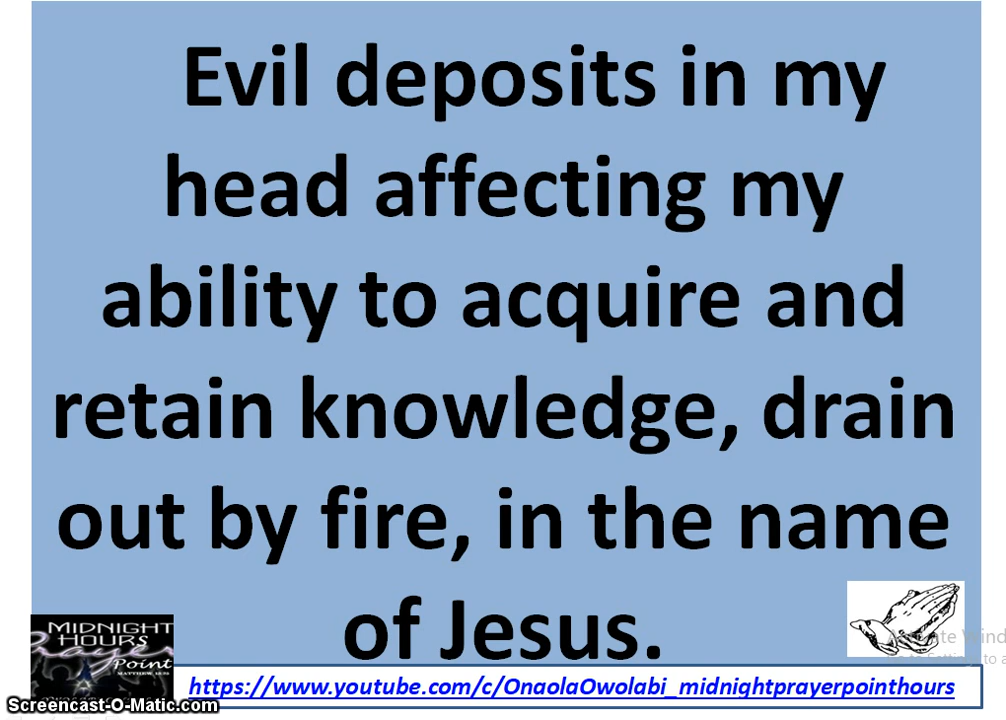 Evil deposits in my
head affecting my
ability to acquire and
retain knowledge, drain
out by fire, in the name
of Jesus.
MIDNIGHT
HOURS
Point
https://www.youtube.com/c/OnaolaOwolabi_midnightprayerpointhours
Screencast-O-Matic.com